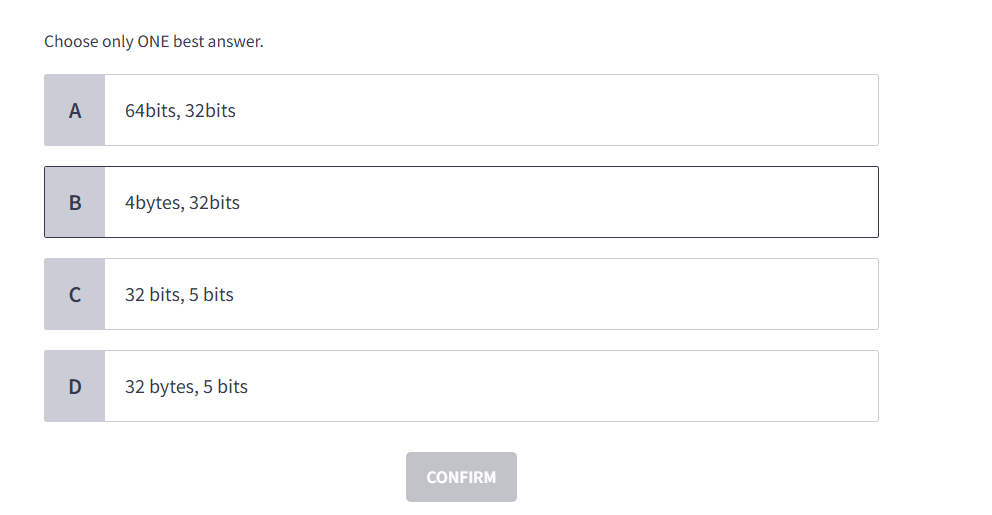 Choose only ONE best answer.
A
64bits, 32bits
B
4bytes, 32bits
C
32 bits, 5 bits
D
32 bytes, 5 bits
CONFIRM